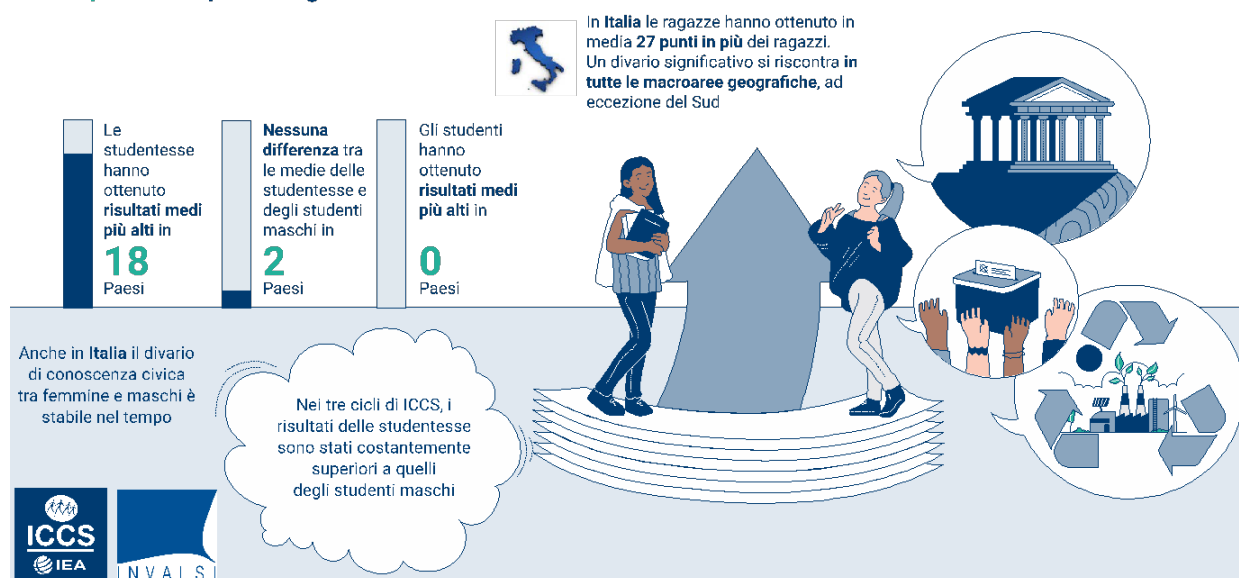 In Italia le ragazze hanno ottenuto in
media 27 punti in più dei ragazzi.
Un divario significativo si riscontra in
tutte le macroaree geografiche, ad
eccezione del Sud
Le
studentesse
hanno
ottenuto
risultati medi
più alti in
18
Paesi
Nessuna
differenza tra
le medie delle
studentesse e
degli studenti
maschi in
2
Paesi
Gli studenti
hanno
ottenuto
risultati medi
più alti in
0
Paesi
Anche in Italia il divario
di conoscenza civica
tra femmine e maschi è
stabile nel tempo
Nei tre cicli di ICCS, i
risultati delle studentesse
sono stati costantemente
superiori a quelli
degli studenti maschi
ICCS
IEA
INVALSI